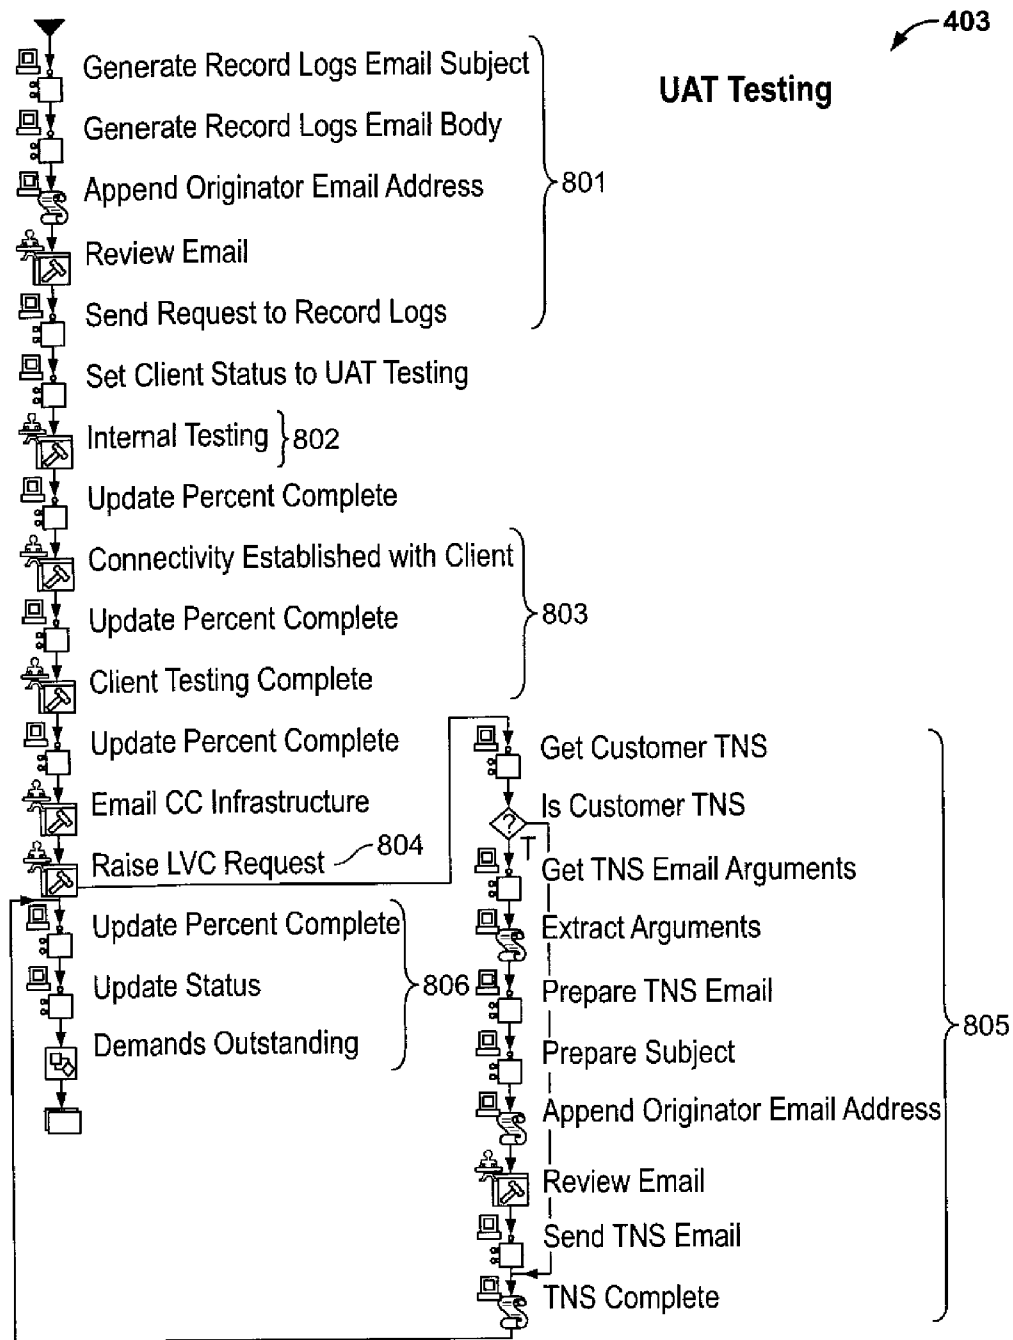 403
UAT Testing
Generate Record Logs Email Subject
Generate Record Logs Email Body
Append Originator Email Address
801
Review Email
Send Request to Record Logs
Set Client Status to UAT Testing
Internal Testing
802
Update Percent Complete
Connectivity Established with Client
Update Percent Complete
803
Client Testing Complete
Update Percent Complete
Email CC Infrastructure
Raise LVC Request
804
Update Percent Complete
Update Status
806
Demands Outstanding
Get Customer TNS
Is Customer TNS
?
T
Get TNS Email Arguments
Extract Arguments
Prepare TNS Email
805
Prepare Subject
Append Originator Email Address
Review Email
Send TNS Email
TNS Complete